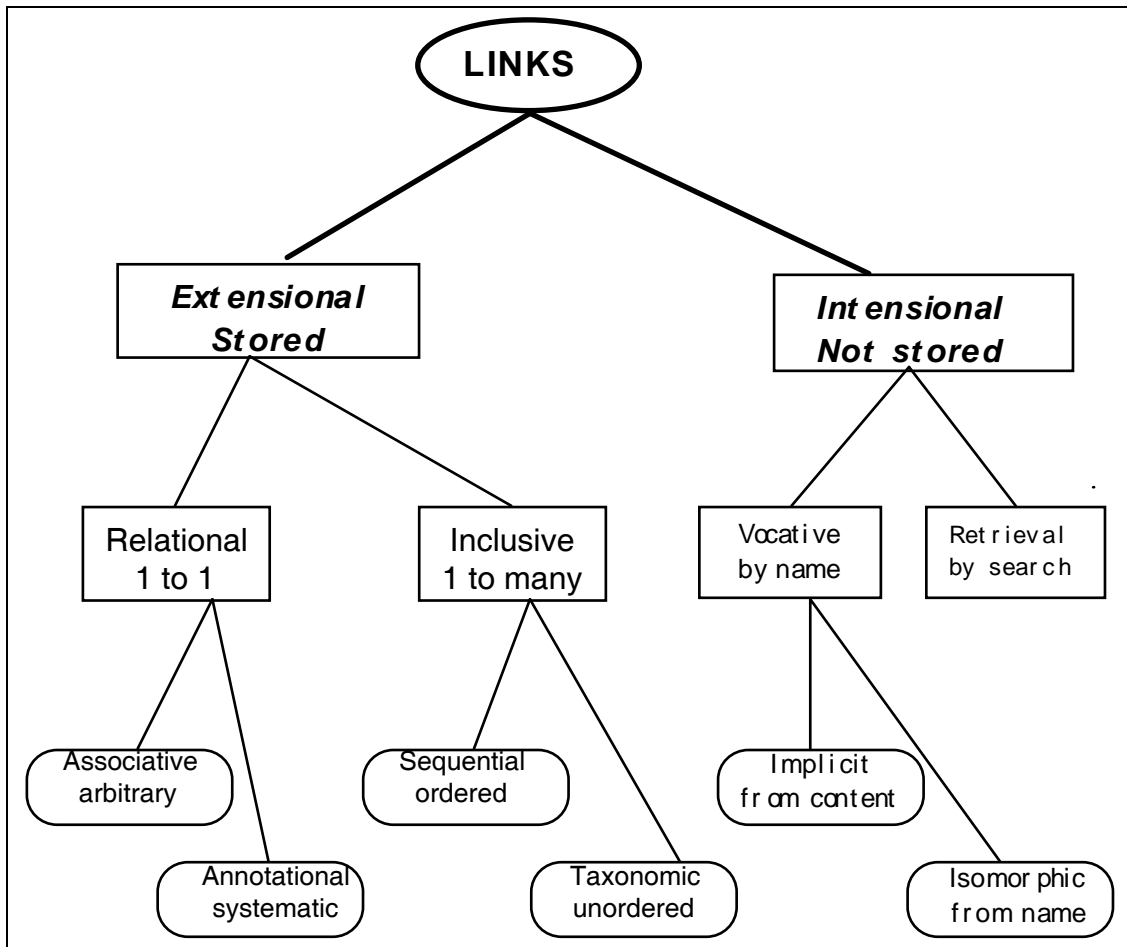 LINKS
Extensional
Stored
Intensional
Not stored
Relational
1 to 1
Inclusive
1 to many
Vocative
by name
Retrieval
by search
Associative
arbitrary
Sequential
ordered
Implicit
from content
Annotational
systematic
Taxonomic
unordered
Isomorphic
from name